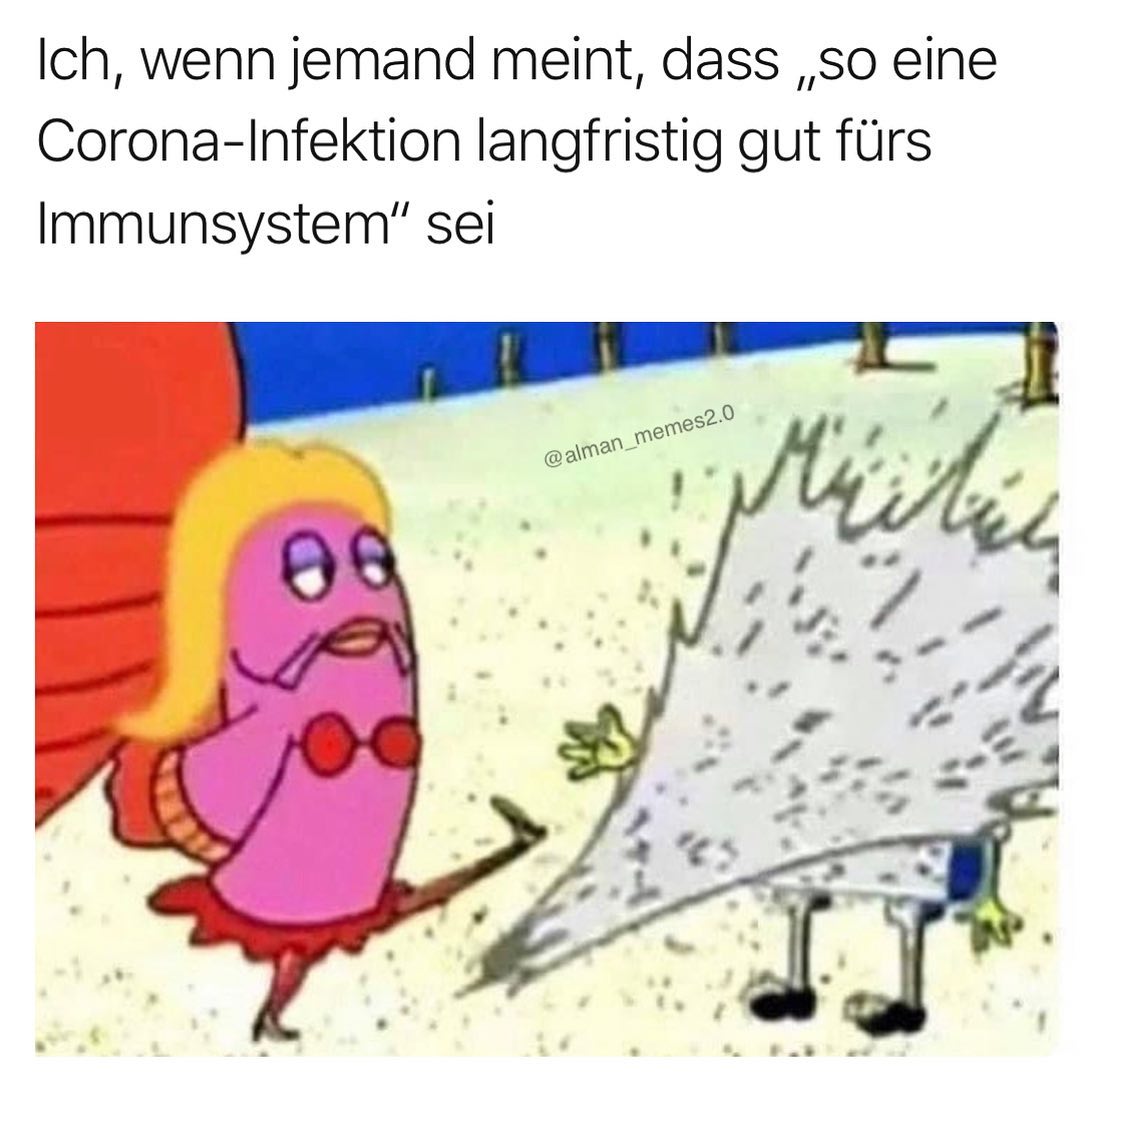 Ich, wenn jemand meint, dass „so eine
Corona-Infektion langfristig gut fürs
Immunsystem“ sei
@alman_memes2.0